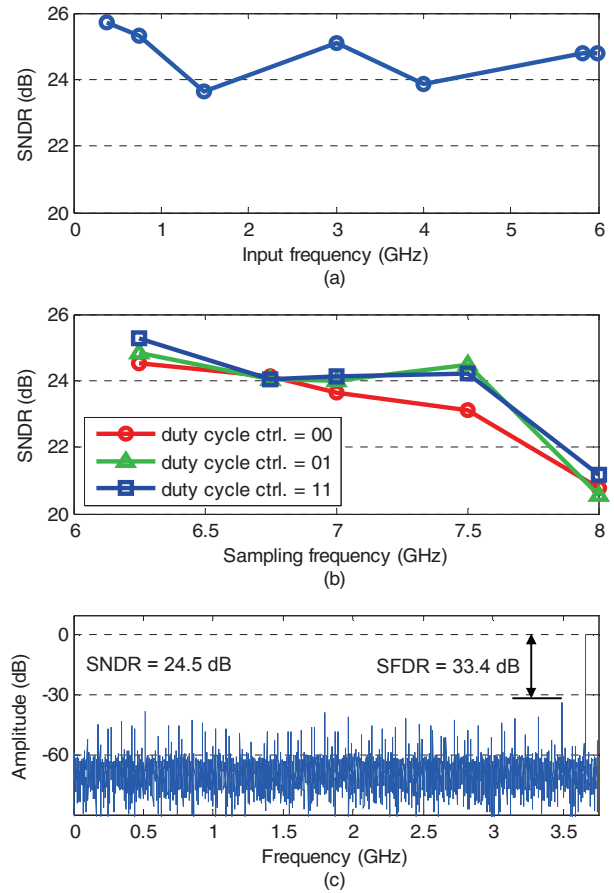 26
24
22
20
SNDR (dB)
0 1 2 3 4 5 6
Input frequency (GHz)
(a)
26
24
22
20
SNDR (dB)
duty cycle ctrl. = 00
duty cycle ctrl. = 01
duty cycle ctrl. = 11
6 6.5 7 7.5 8
Sampling frequency (GHz)
(b)
0
-30
-60
Amplitude (dB)
SNDR = 24.5 dB SFDR = 33.4 dB
0 0.5 1 1.5 2 2.5 3 3.5
Frequency (GHz)
(c)